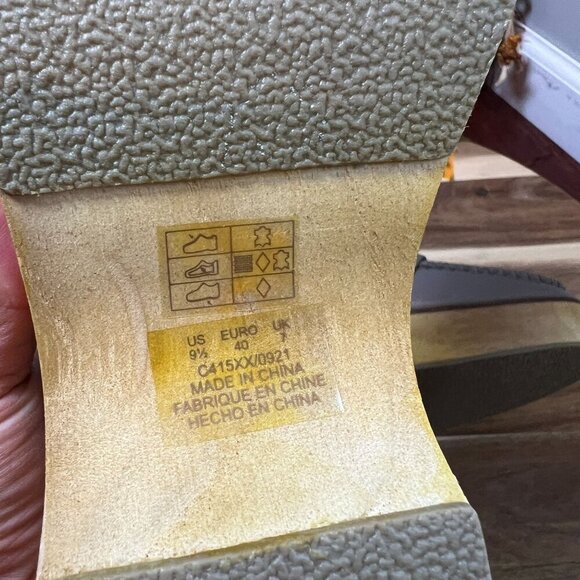 US EURO UK
9½ 40 7
C415XX/0921
MADE IN CHINA
FABRIQUE EN CHINE
HECHO EN CHINA